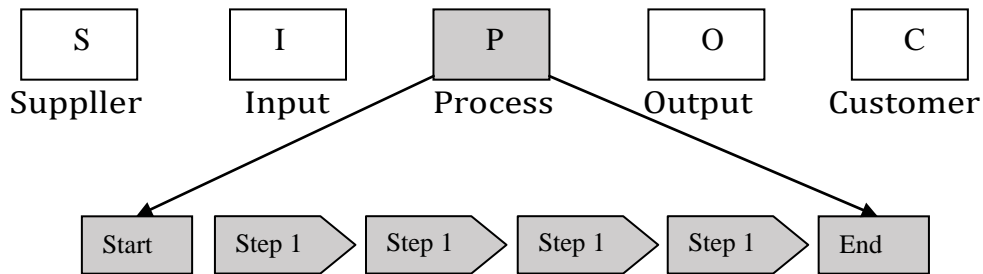 S I P O C
Suppller Input Process Output Customer
Start Step 1 Step 1 Step 1 Step 1 End